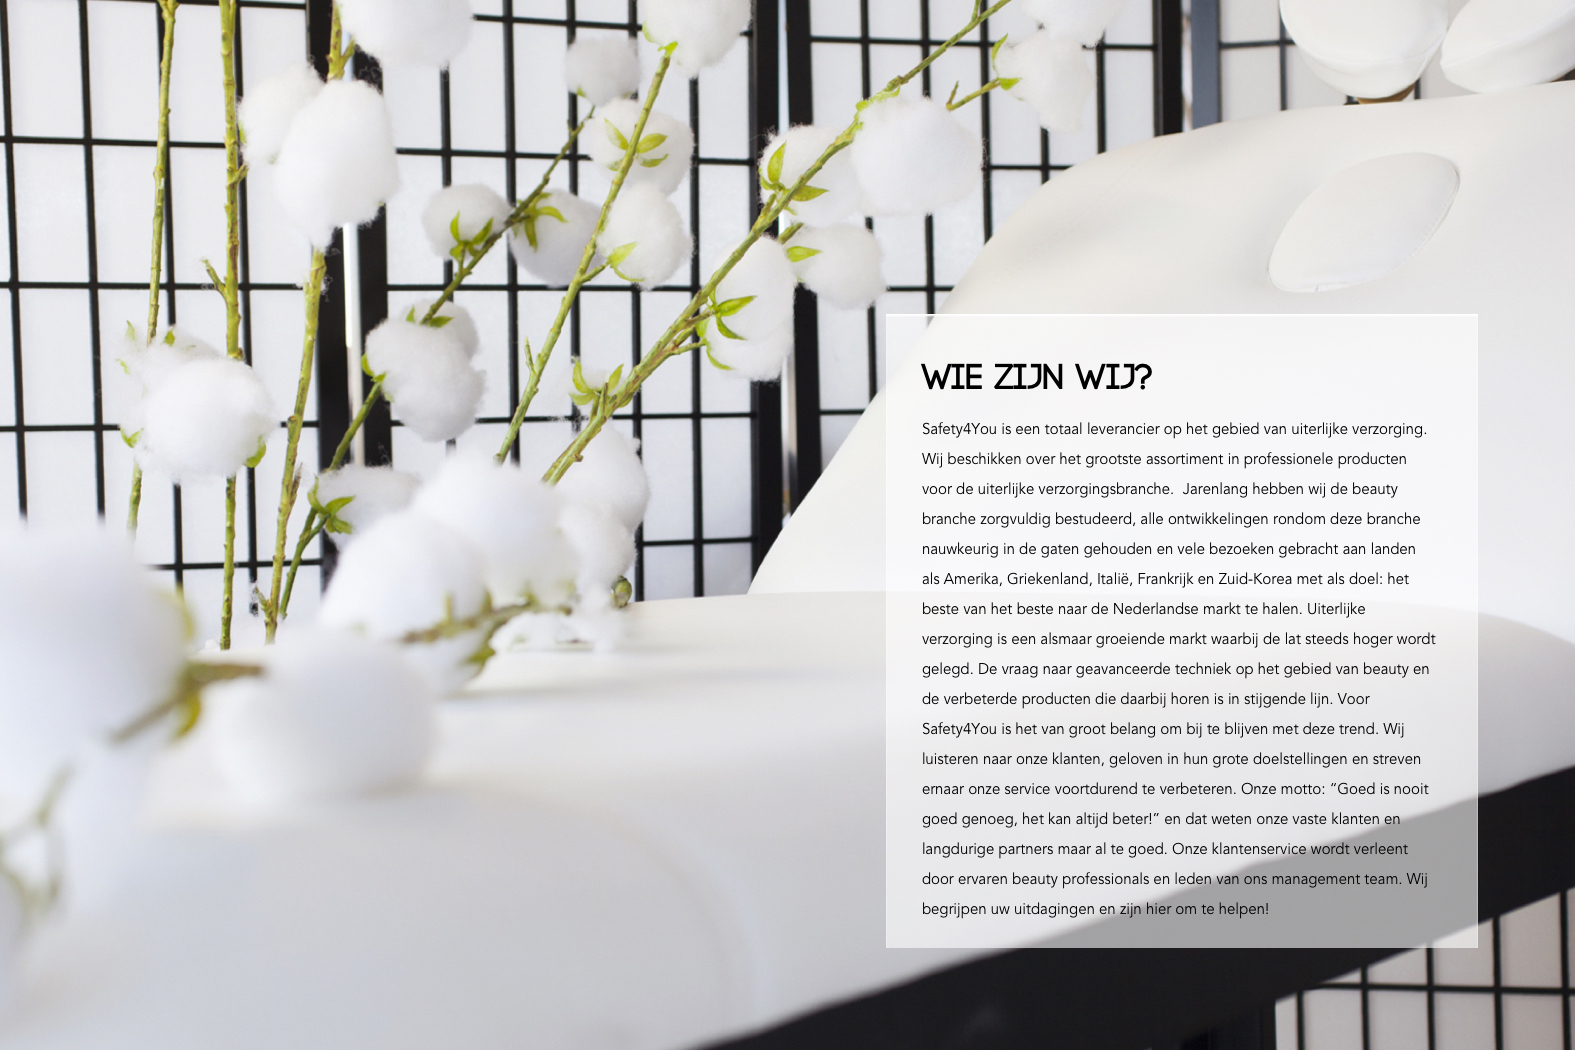 WIE ZIJN WIJ?
Safety4You is een totaal leverancier op het gebied van uiterlijke verzorging.
Wij beschikken over het grootste assortiment in professionele producten
voor de uiterlijke verzorgingsbranche.  Jarenlang hebben wij de beauty
branche zorgvuldig bestudeerd, alle ontwikkelingen rondom deze branche
nauwkeurig in de gaten gehouden en vele bezoeken gebracht aan landen
als Amerika, Griekenland, Italië, Frankrijk en Zuid-Korea met als doel: het
beste van het beste naar de Nederlandse markt te halen. Uiterlijke
verzorging is een alsmaar groeiende markt waarbij de lat steeds hoger wordt
gelegd. De vraag naar geavanceerde techniek op het gebied van beauty en
de verbeterde producten die daarbij horen is in stijgende lijn. Voor
Safety4You is het van groot belang om bij te blijven met deze trend. Wij
luisteren naar onze klanten, geloven in hun grote doelstellingen en streven
ernaar onze service voortdurend te verbeteren. Onze motto: “Goed is nooit
goed genoeg, het kan altijd beter!” en dat weten onze vaste klanten en
langdurige partners maar al te goed. Onze klantenservice wordt verleent
door ervaren beauty professionals en leden van ons management team. Wij
begrijpen uw uitdagingen en zijn hier om te helpen!